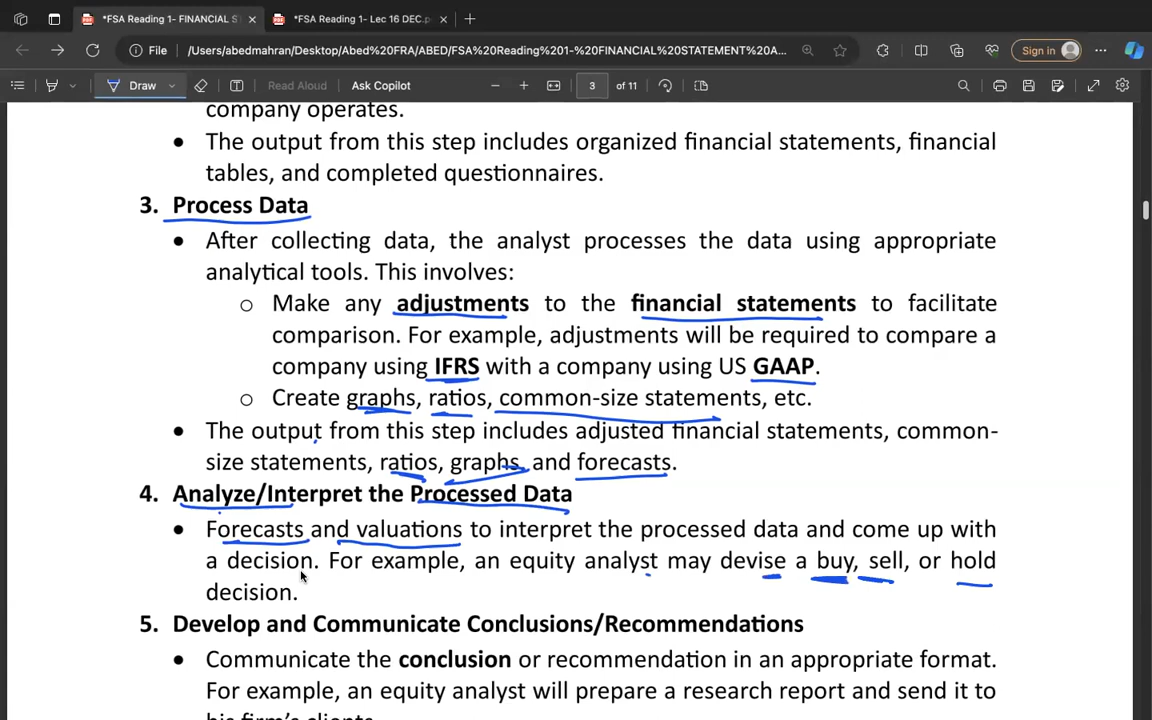 *FSA Reading 1- FINANCIAL S
*FSA Reading 1- Lec 16 DEC.p
File
/Users/abedmahran/Desktop/Abed%20FRA/ABED/FSA%20Reading%201-%20FINANCIAL%20STATEMENT%20A...
Sign in
Draw
Read Aloud
Ask Copilot
3 of 11
company operates.
• The output from this step includes organized financial statements, financial
tables, and completed questionnaires.
3. Process Data
• After collecting data, the analyst processes the data using appropriate
analytical tools. This involves:
o Make any adjustments to the financial statements to facilitate
comparison. For example, adjustments will be required to compare a
company using IFRS with a company using US GAAP.
o Create graphs, ratios, common-size statements, etc.
• The output from this step includes adjusted financial statements, common-
size statements, ratios, graphs, and forecasts.
4. Analyze/Interpret the Processed Data
• Forecasts and valuations to interpret the processed data and come up with
a decision. For example, an equity analyst may devise a buy, sell, or hold
decision.
5. Develop and Communicate Conclusions/Recommendations
• Communicate the conclusion or recommendation in an appropriate format.
For example, an equity analyst will prepare a research report and send it to
his firm's clients.